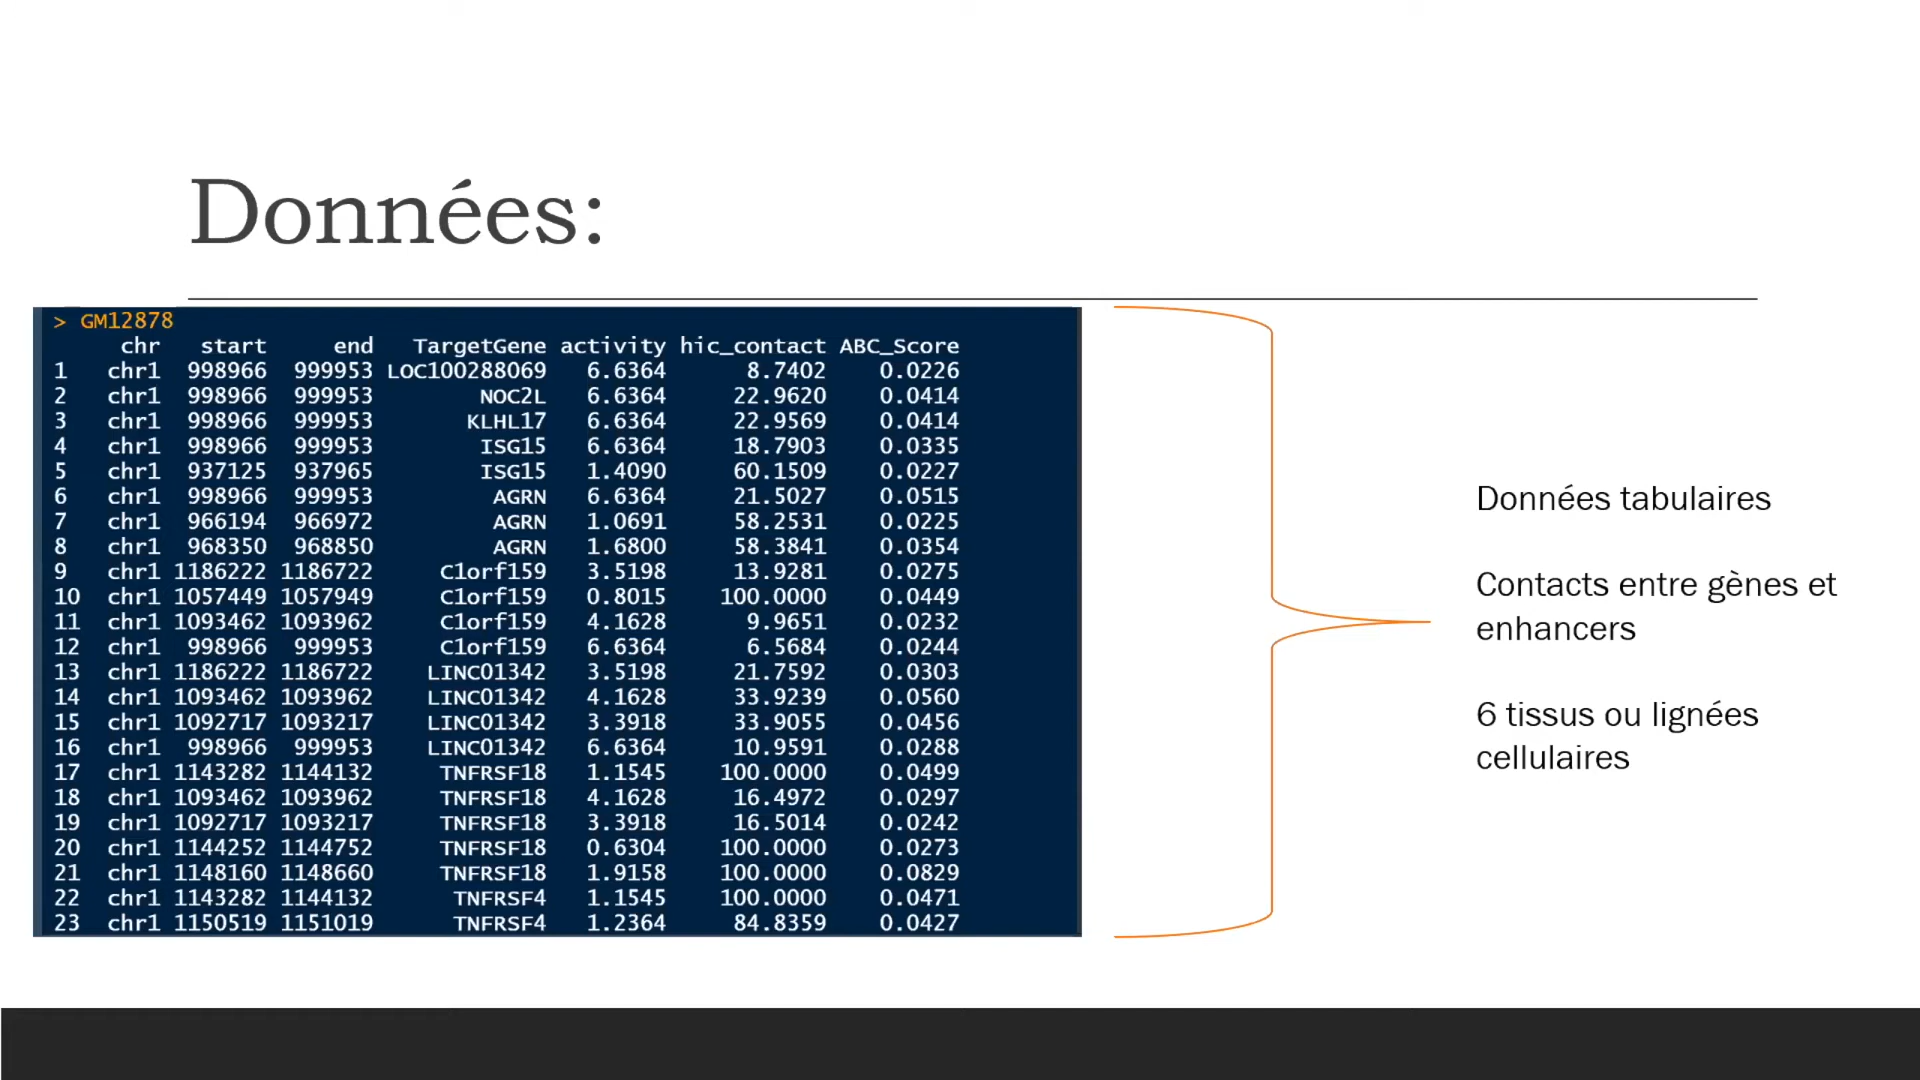 Données:
> GM12878
chr start end TargetGene activity hic_contact ABC_Score
1 chr1 998966 999953 LOC100288069 6.6364 8.7402 0.0226
2 chr1 998966 999953 NOC2L 6.6364 22.9620 0.0414
3 chr1 998966 999953 KLHL17 6.6364 22.9569 0.0414
4 chr1 998966 999953 ISG15 6.6364 18.7903 0.0335
5 chr1 937125 937965 ISG15 1.4090 60.1509 0.0227
6 chr1 998966 999953 AGRN 6.6364 21.5027 0.0515
7 chr1 966194 966972 AGRN 1.0691 58.2531 0.0225
8 chr1 968350 968850 AGRN 1.6800 58.3841 0.0354
9 chr1 1186222 1186722 C1orf159 3.5198 13.9281 0.0275
10 chr1 1057449 1057949 C1orf159 0.8015 100.0000 0.0449
11 chr1 1093462 1093962 C1orf159 4.1628 9.9651 0.0232
12 chr1 998966 999953 C1orf159 6.6364 6.5684 0.0244
13 chr1 1186222 1186722 LINC01342 3.5198 21.7592 0.0303
14 chr1 1093462 1093962 LINC01342 4.1628 33.9239 0.0560
15 chr1 1092717 1093217 LINC01342 3.3918 33.9055 0.0456
16 chr1 998966 999953 LINC01342 6.6364 10.9591 0.0288
17 chr1 1143282 1144132 TNFRSF18 1.1545 100.0000 0.0499
18 chr1 1093462 1093962 TNFRSF18 4.1628 16.4972 0.0297
19 chr1 1092717 1093217 TNFRSF18 3.3918 16.5014 0.0242
20 chr1 1144252 1144752 TNFRSF18 0.6304 100.0000 0.0273
21 chr1 1148160 1148660 TNFRSF18 1.9158 100.0000 0.0829
22 chr1 1143282 1144132 TNFRSF4 1.1545 100.0000 0.0471
23 chr1 1150519 1151019 TNFRSF4 1.2364 84.8359 0.0427
Données tabulaires
Contacts entre gènes et
enhancers
6 tissus ou lignées
cellulaires